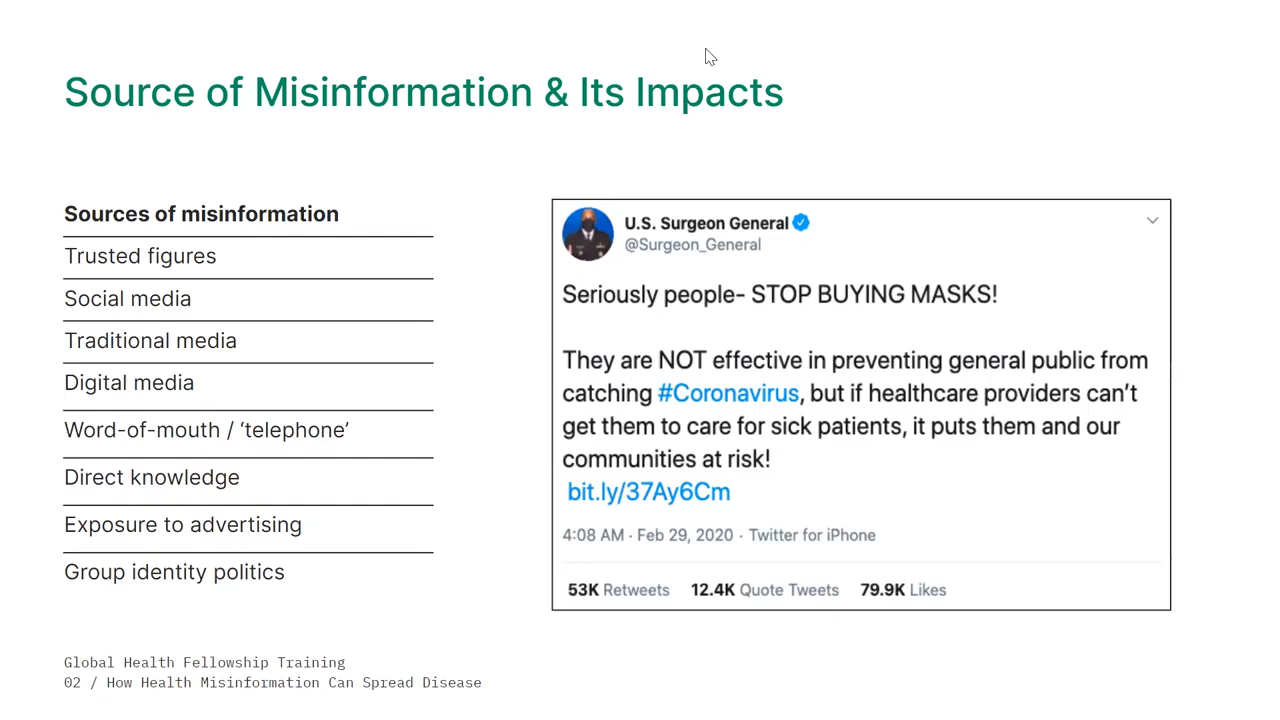 Source of Misinformation & Its Impacts
Sources of misinformation
Trusted figures
Social media
Traditional media
Digital media
Word-of-mouth / ‘telephone’
Direct knowledge
Exposure to advertising
Group identity politics
U.S. Surgeon General
@Surgeon_General
Seriously people- STOP BUYING MASKS!
They are NOT effective in preventing general public from
catching #Coronavirus, but if healthcare providers can’t
get them to care for sick patients, it puts them and our
communities at risk!
bit.ly/37Ay6Cm
4:08 AM · Feb 29, 2020 · Twitter for iPhone
53K Retweets 12.4K Quote Tweets 79.9K Likes
Global Health Fellowship Training
02 / How Health Misinformation Can Spread Disease